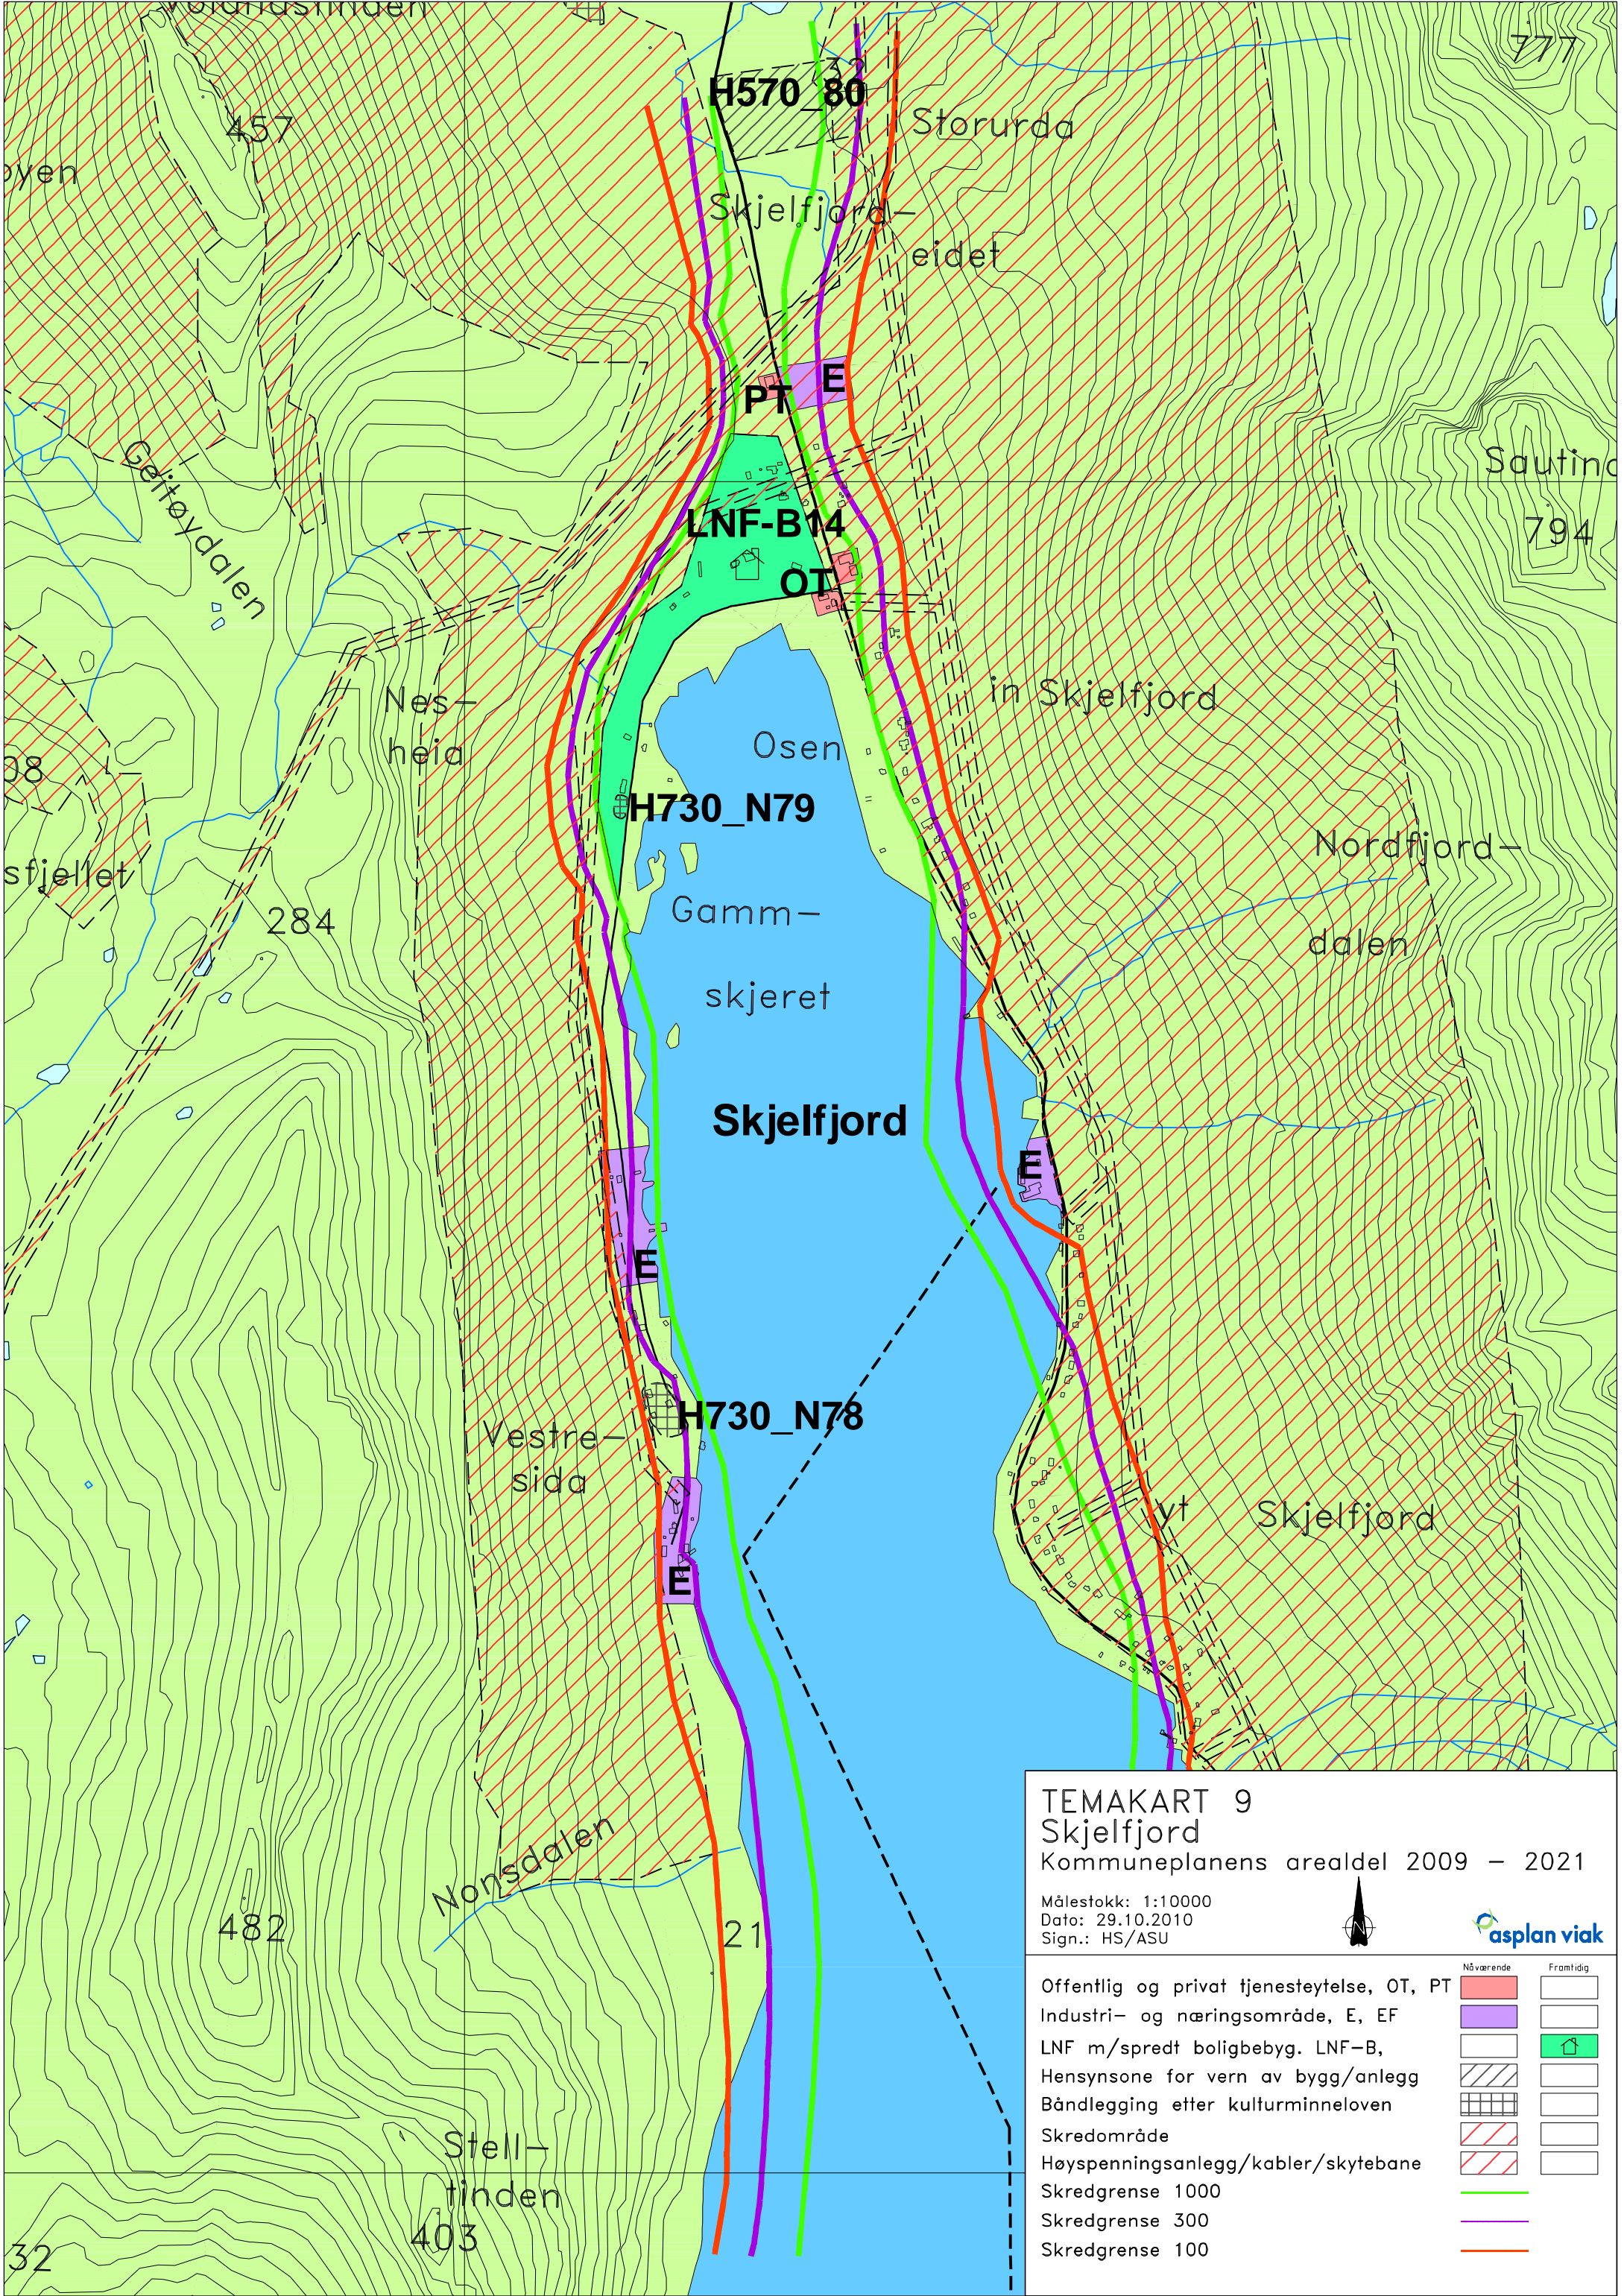 777
H570_80
457
Storurda
Skjelfjord-
eidet
PT
E
Geitøydalen
Sautind
LNF-B14
794
OT
Nes-
heia
in Skjelfjord
Osen
H730_N79
Nordfjord-
dalen
sfjellet
284
Gamm-
skjeret
Skjelfjord
E
E
H730_N78
Vestre-
sida
yt
Skjelfjord
E
Nonsdalen
482
21
Stell-
tinden
403
32
TEMAKART 9
Skjelfjord
Kommuneplanens arealdel 2009 - 2021
Målestokk: 1:10000
Dato: 29.10.2010
Sign.: HS/ASU
N
asplan viak
Nåværende Framtidig
Offentlig og privat tjenesteytelse, OT, PT
Industri- og næringsområde, E, EF
LNF m/spredt boligbebyg. LNF-B,
Hensynsone for vern av bygg/anlegg
Båndlegging etter kulturminneloven
Skredområde
Høyspenningsanlegg/kabler/skytebane
Skredgrense 1000
Skredgrense 300
Skredgrense 100